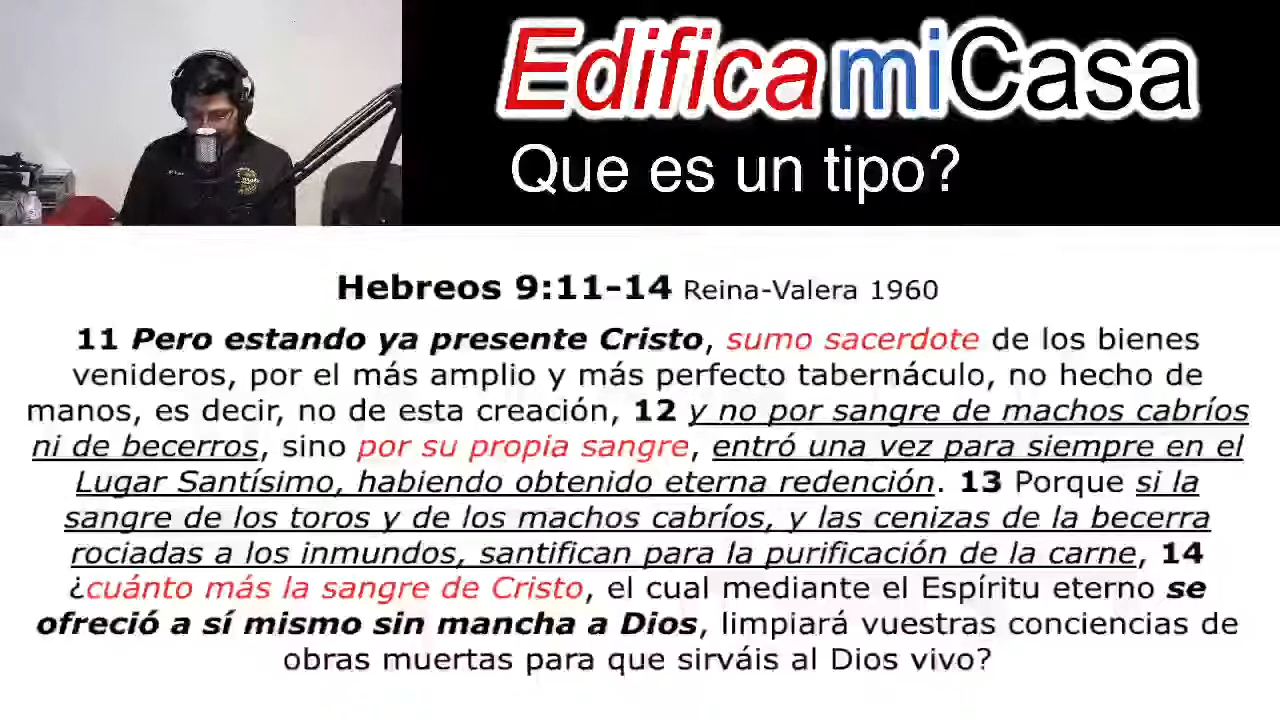 EdificamiCasa
Que es un tipo?
Hebreos 9:11-14 Reina-Valera 1960
11 Pero estando ya presente Cristo, sumo sacerdote de los bienes
venideros, por el más amplio y más perfecto tabernáculo, no hecho de
manos, es decir, no de esta creación, 12 y no por sangre de machos cabríos
ni de becerros, sino por su propia sangre, entró una vez para siempre en el
Lugar Santísimo, habiendo obtenido eterna redención. 13 Porque si la
sangre de los toros y de los machos cabríos, y las cenizas de la becerra
rociadas a los inmundos, santifican para la purificación de la carne, 14
¿cuánto más la sangre de Cristo, el cual mediante el Espíritu eterno se
ofreció a sí mismo sin mancha a Dios, limpiará vuestras conciencias de
obras muertas para que sirváis al Dios vivo?